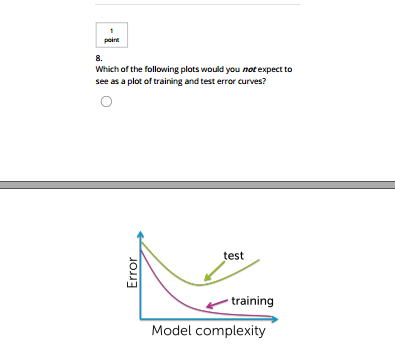 1
point
8.
Which of the following plots would you not expect to
see as a plot of training and test error curves?
test
Error
training
Model complexity